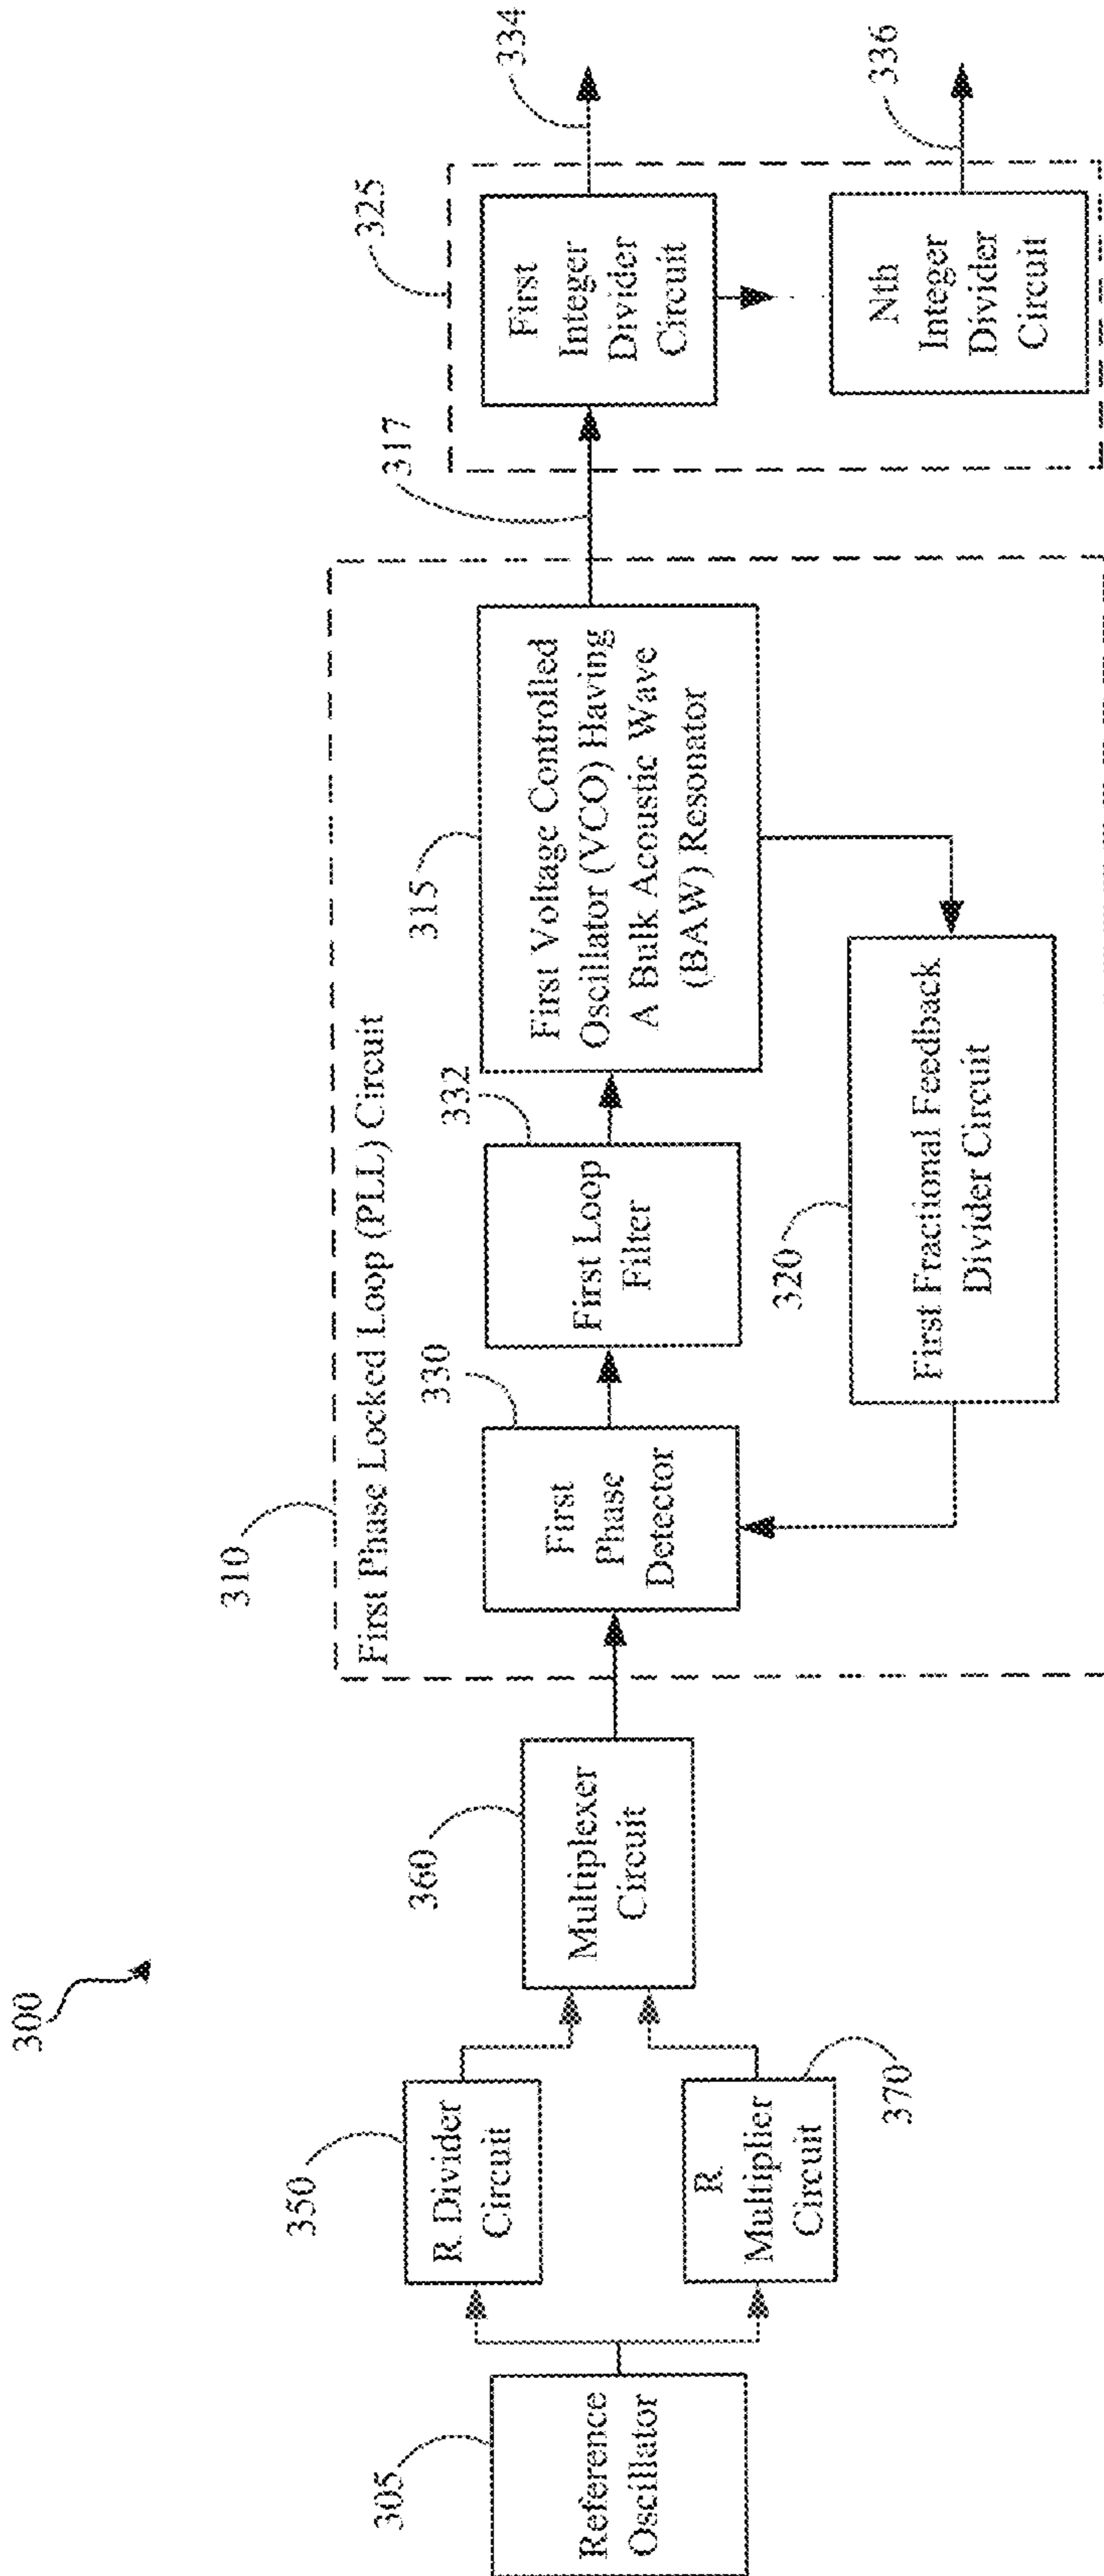 300
305
Reference
Oscillator
350
R Divider
Circuit
R
Multiplier
Circuit
370
360
Multiplexer
Circuit
310
First Phase Locked Loop (PLL) Circuit
330
First
Phase
Detector
332
First Loop
Filter
315
First Voltage Controlled
Oscillator (VCO) Having
A Bulk Acoustic Wave
(BAW) Resonator
320
First Fractional Feedback
Divider Circuit
317
325
First
Integer
Divider
Circuit
334
Nth
Integer
Divider
Circuit
336